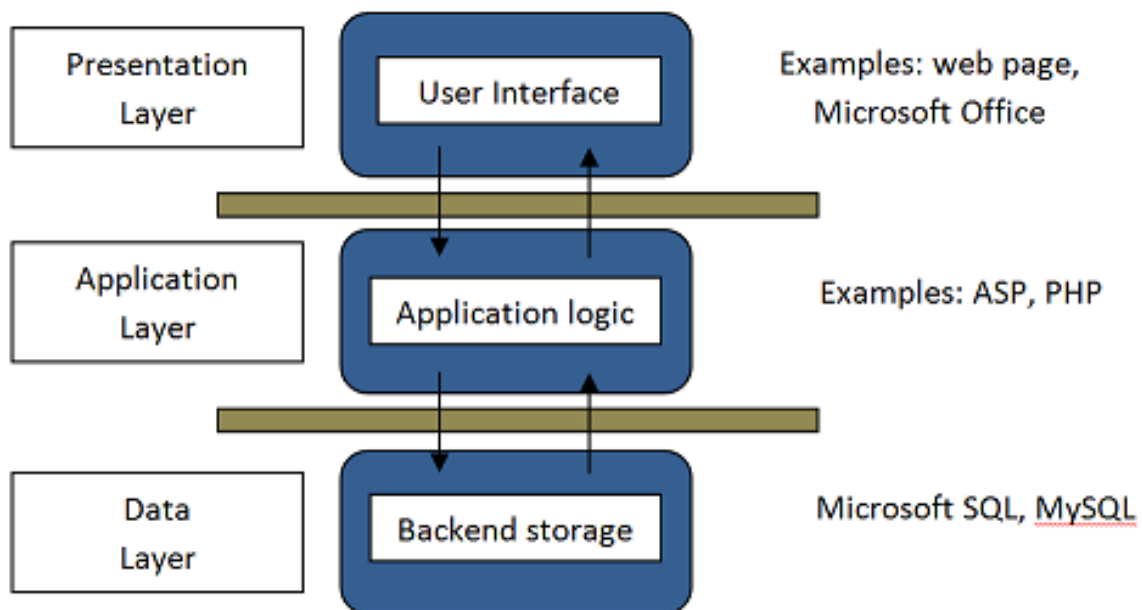 Presentation
Layer
User Interface
Examples: web page,
Microsoft Office
Application
Layer
Application logic
Examples: ASP, PHP
Data
Layer
Backend storage
Microsoft SQL, MySQL